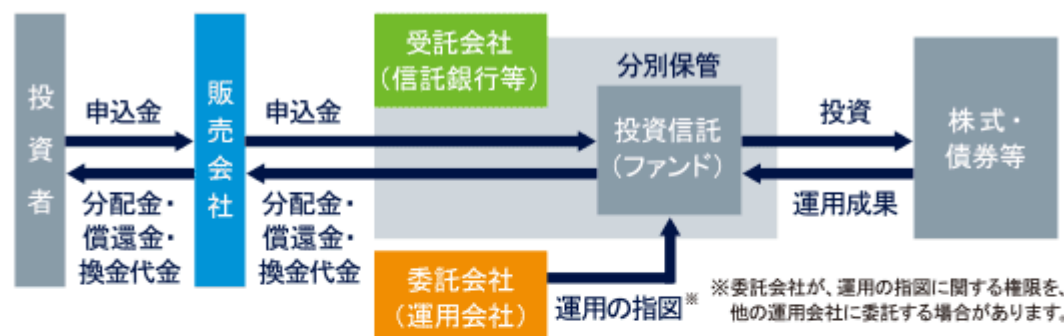 投資者
申込金
分配金・
償還金・
換金代金
販売会社
申込金
分配金・
償還金・
換金代金
受託会社
(信託銀行等)
分別保管
投資信託
(ファンド)
委託会社
(運用会社)
運用の指図※
投資
運用成果
株式・
債券等
※委託会社が、運用の指図に関する権限を、
他の運用会社に委託する場合があります。